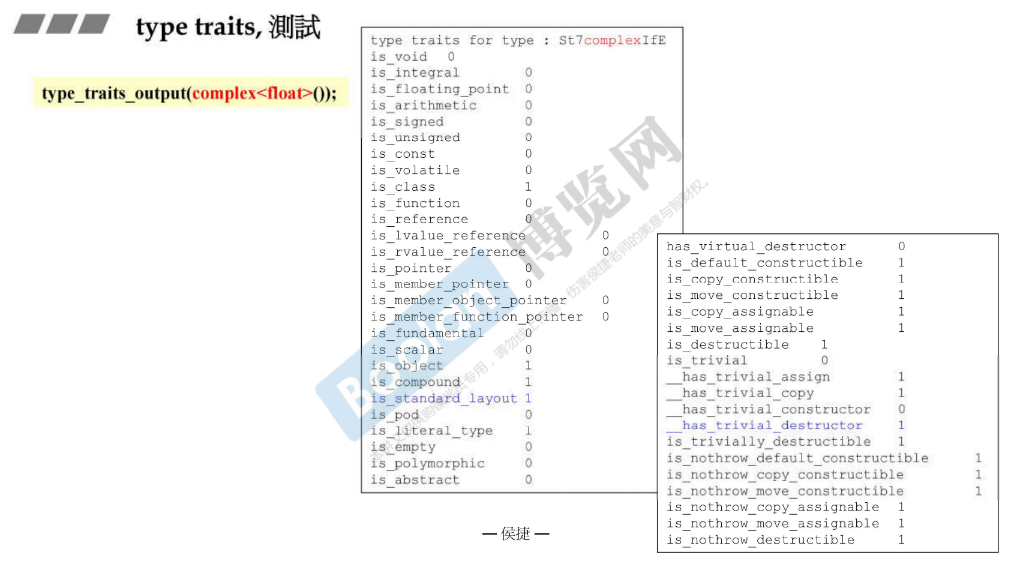 type traits, 測試
type_traits_output(complex<float>());
type traits for type : St7complexIfE
is_void 0
is_integral 0
is_floating_point 0
is_arithmetic 0
is_signed 0
is_unsigned 0
is_const 0
is_volatile 0
is_class 1
is_function 0
is_reference 0
is_lvalue_reference 0
is_rvalue_reference 0
is_pointer 0
is_member_pointer 0
is_member_object_pointer 0
is_member_function_pointer 0
is_fundamental 0
is_scalar 0
is_object 1
is_compound 1
is_standard_layout 1
is_pod 0
is_literal_type 1
is_empty 0
is_polymorphic 0
is_abstract 0
has_virtual_destructor 0
is_default_constructible 1
is_copy_constructible 1
is_move_constructible 1
is_copy_assignable 1
is_move_assignable 1
is_destructible 1
is_trivial 0
__has_trivial_assign 1
__has_trivial_copy 1
__has_trivial_constructor 0
__has_trivial_destructor 1
is_trivially_destructible 1
is_nothrow_default_constructible 1
is_nothrow_copy_constructible 1
is_nothrow_move_constructible 1
is_nothrow_copy_assignable 1
is_nothrow_move_assignable 1
is_nothrow_destructible 1
— 侯捷 —
Boolan 博览网